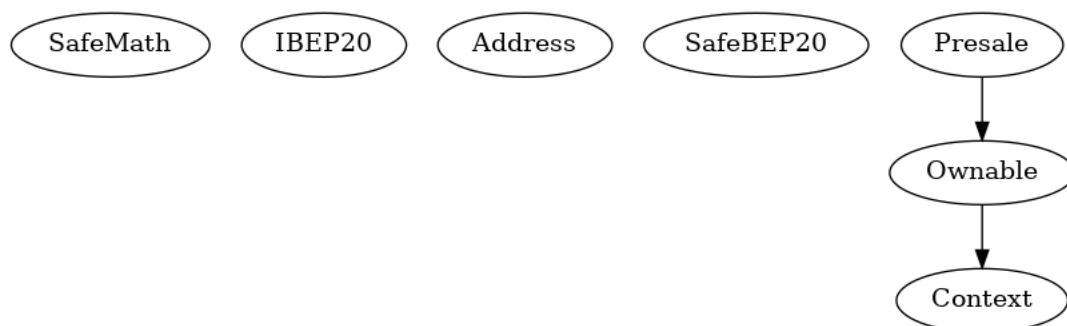 SafeMath
IBEP20
Address
SafeBEP20
Presale
Ownable
Context